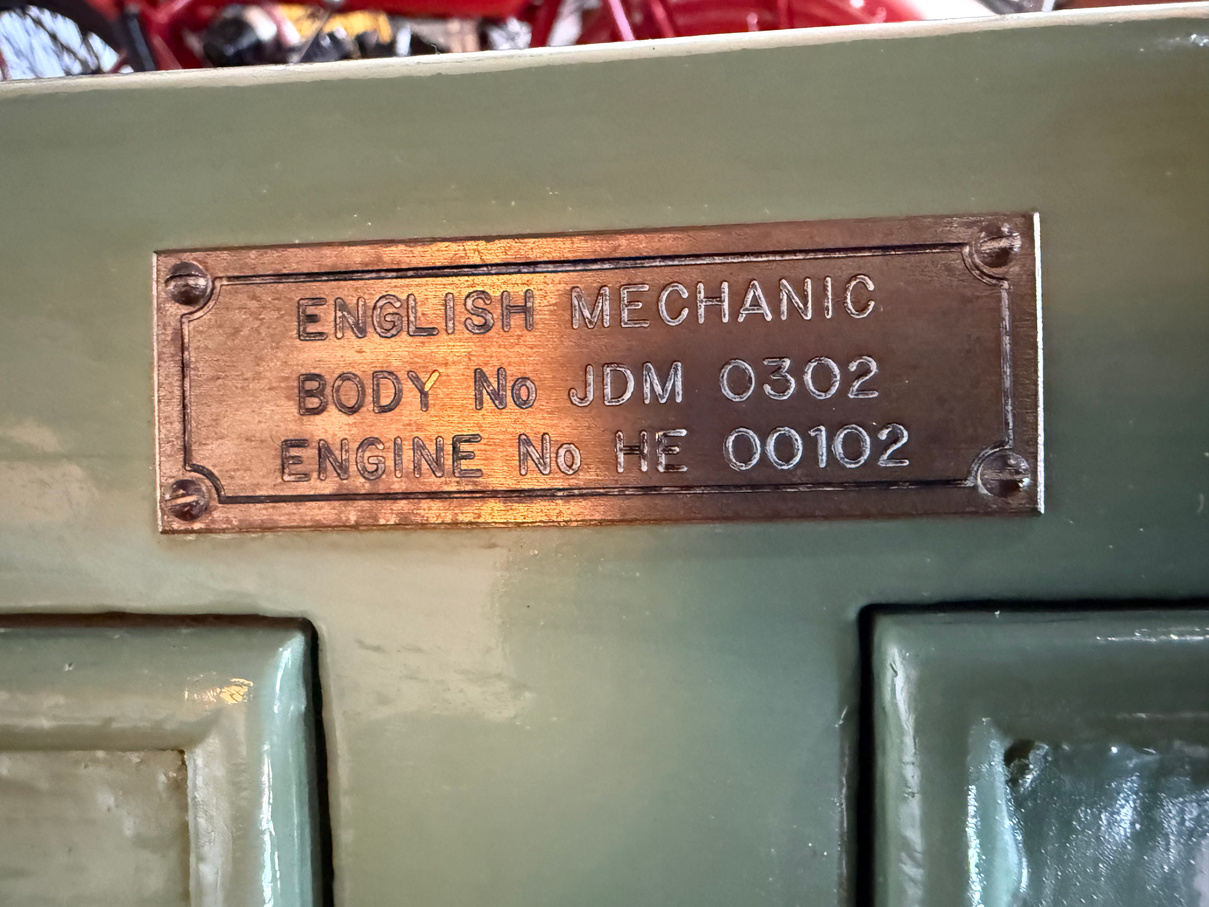 ENGLISH MECHANIC
BODY No JDM 0302
ENGINE No HE 00102